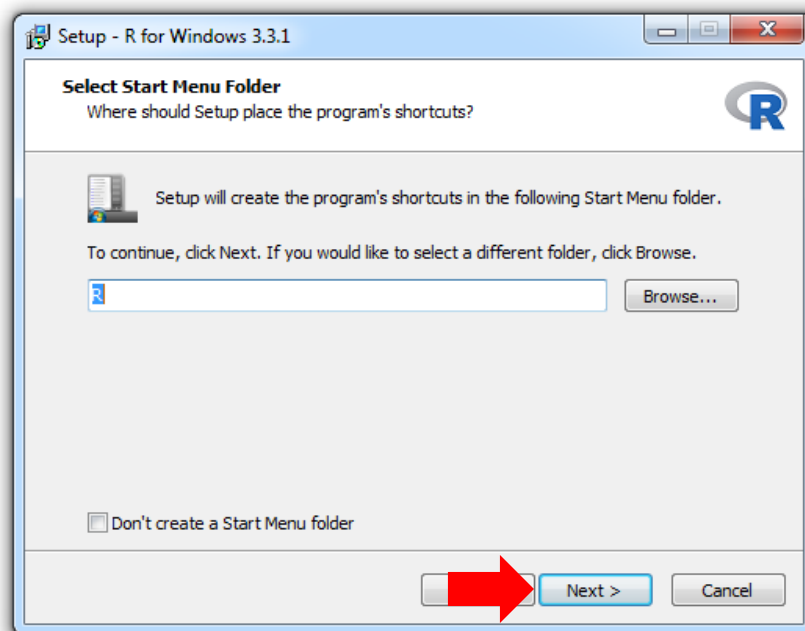 Setup - R for Windows 3.3.1
Select Start Menu Folder
Where should Setup place the program's shortcuts?
R
Setup will create the program's shortcuts in the following Start Menu folder.
To continue, click Next. If you would like to select a different folder, click Browse.
R
Browse...
Don't create a Start Menu folder
Next >
Cancel